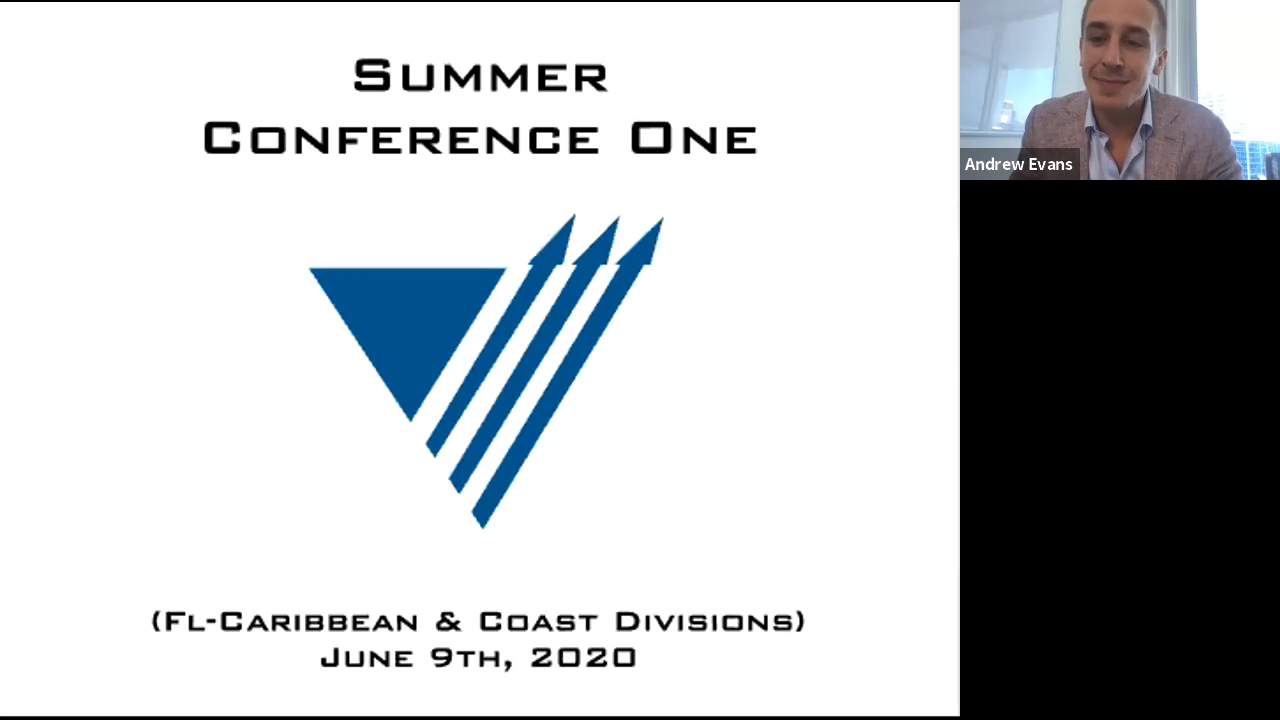 Summer
Conference One
(Fl-Caribbean & Coast Divisions)
June 9th, 2020
Andrew Evans